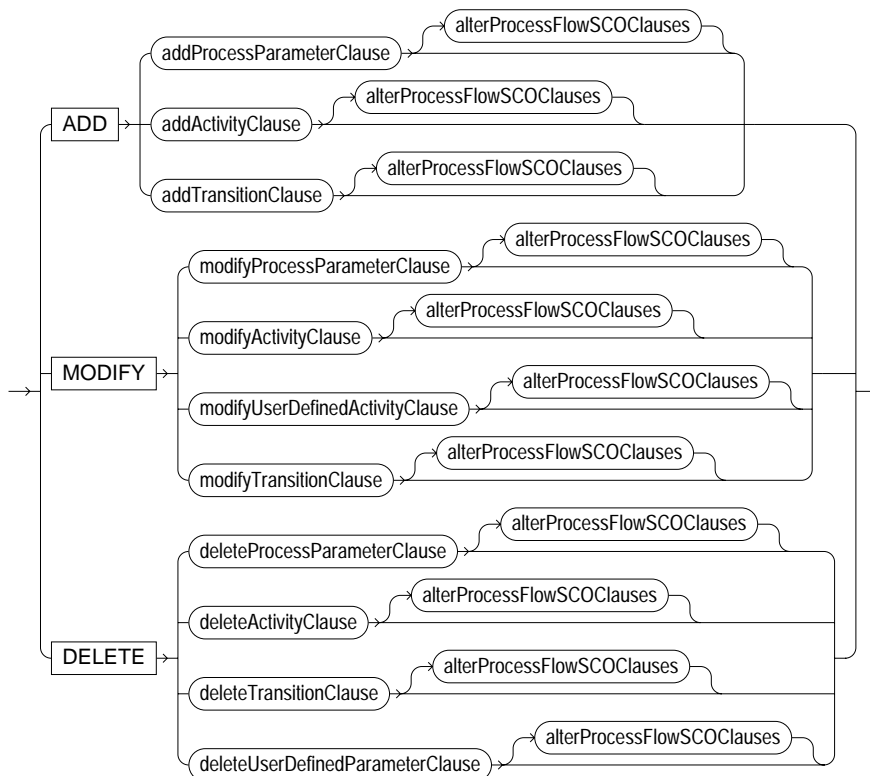 alterProcessFlowSCOClauses
addProcessParameterClause
alterProcessFlowSCOClauses
ADD
addActivityClause
alterProcessFlowSCOClauses
addTransitionClause
alterProcessFlowSCOClauses
modifyProcessParameterClause
alterProcessFlowSCOClauses
modifyActivityClause
MODIFY
alterProcessFlowSCOClauses
modifyUserDefinedActivityClause
alterProcessFlowSCOClauses
modifyTransitionClause
alterProcessFlowSCOClauses
deleteProcessParameterClause
alterProcessFlowSCOClauses
deleteActivityClause
DELETE
alterProcessFlowSCOClauses
deleteTransitionClause
alterProcessFlowSCOClauses
deleteUserDefinedParameterClause